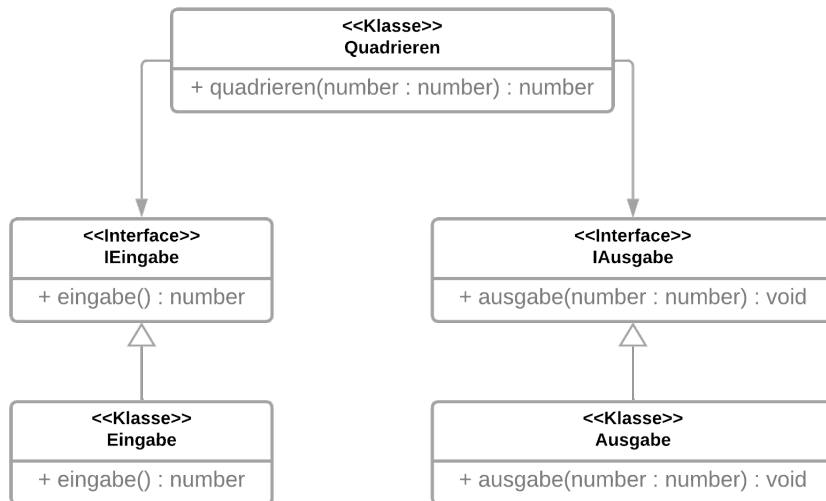 <<Klasse>>
Quadrieren
+ quadrieren(number : number) : number
<<Interface>>
IEingabe
+ eingabe() : number
<<Interface>>
IAusgabe
+ ausgabe(number : number) : void
<<Klasse>>
Eingabe
+ eingabe() : number
<<Klasse>>
Ausgabe
+ ausgabe(number : number) : void